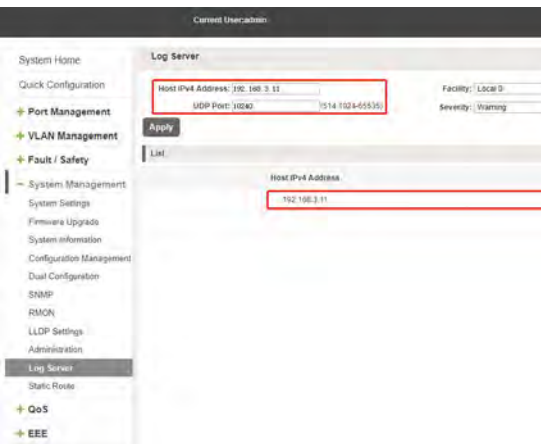 Current User:admin
System Home
Quick Configuration
+ Port Management
+ VLAN Management
+ Fault / Safety
− System Management
System Settings
Firmware Upgrade
System Information
Configuration Management
Dual Configuration
SNMP
RMON
LLDP Settings
Administration
Log Server
Static Route
+ QoS
+ EEE
Log Server
Host IPv4 Address: 192.168.3.11
Facility: Local 0
UDP Port: 10240 (514,1024-65535)
Severity: Warning
Apply
List
Host IPv4 Address
192.168.3.11